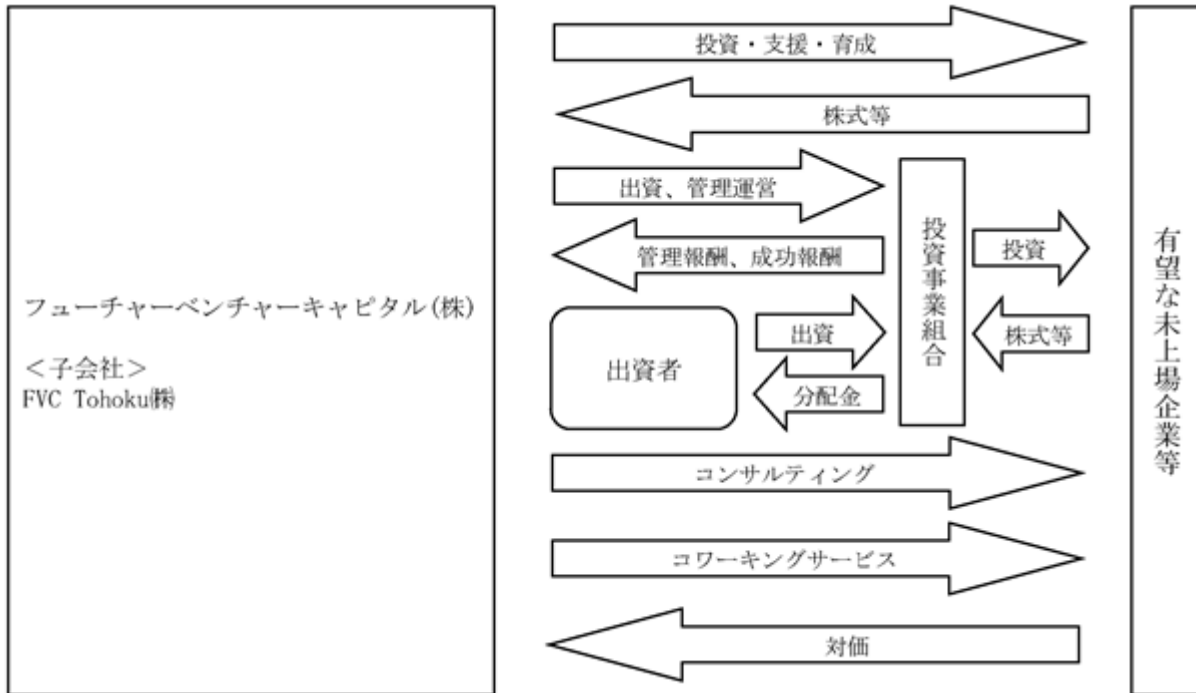 投資・支援・育成
株式等
出資、管理運営
管理報酬、成功報酬
フューチャーベンチャーキャピタル(株)
<子会社>
FVC Tohoku㈱
出資者
出資
分配金
投資事業組合
投資
株式等
有望な未上場企業等
コンサルティング
コワーキングサービス
対価